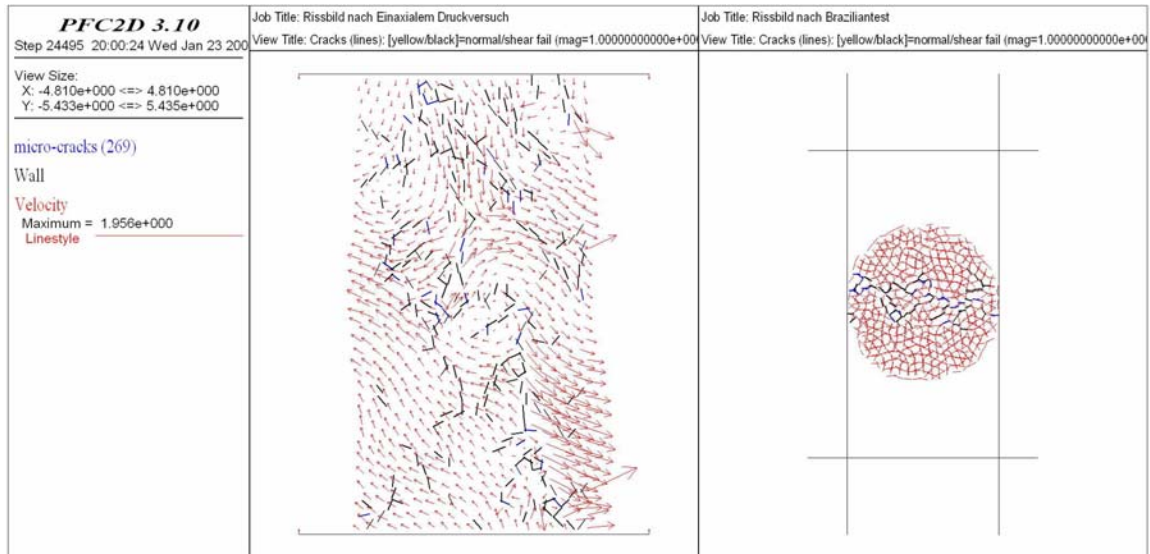 PFC2D 3.10
Step 24495 20:00:24 Wed Jan 23 200
View Size:
X: -4.810e+000 <=> 4.810e+000
Y: -5.433e+000 <=> 5.435e+000
micro-cracks (269)
Wall
Velocity
Maximum = 1.956e+000
Linestyle
Job Title: Rissbild nach Einaxialem Druckversuch
View Title: Cracks (lines): [yellow/black]=normal/shear fail (mag=1.00000000000e+00
Job Title: Rissbild nach Braziliantest
View Title: Cracks (lines): [yellow/black]=normal/shear fail (mag=1.00000000000e+00